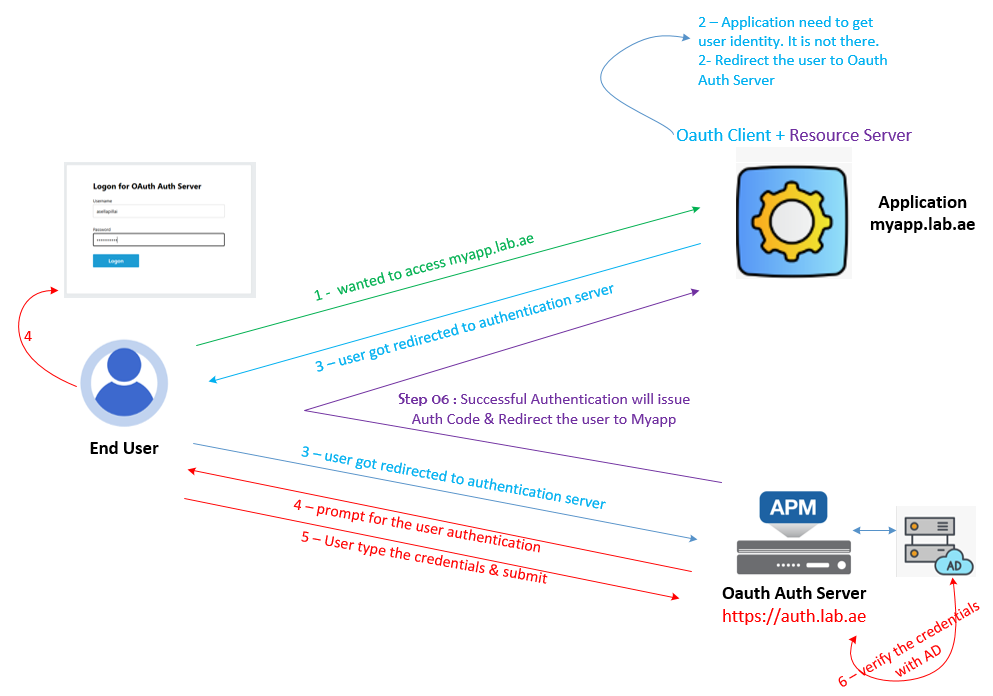 2 – Application need to get
user identity. It is not there.
2- Redirect the user to Oauth
Auth Server
Oauth Client + Resource Server
Application
myapp.lab.ae
Logon for OAuth Auth Server
Username
Password
••••••••••
Logon
1 -  wanted to access myapp.lab.ae
3 – user got redirected to authentication server
4
End User
Step 06 : Successful Authentication will issue
Auth Code & Redirect the user to Myapp
3 – user got redirected to authentication server
4 – prompt for the user authentication
5 – User type the credentials & submit
APM
AD
Oauth Auth Server
https://auth.lab.ae
6 – verify the credentials
with AD